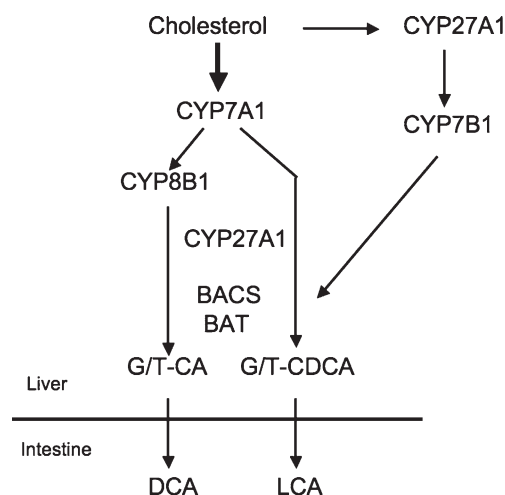 Cholesterol
CYP27A1
CYP7A1
CYP7B1
CYP8B1
CYP27A1
BACS
BAT
G/T-CA
G/T-CDCA
Liver
Intestine
DCA
LCA